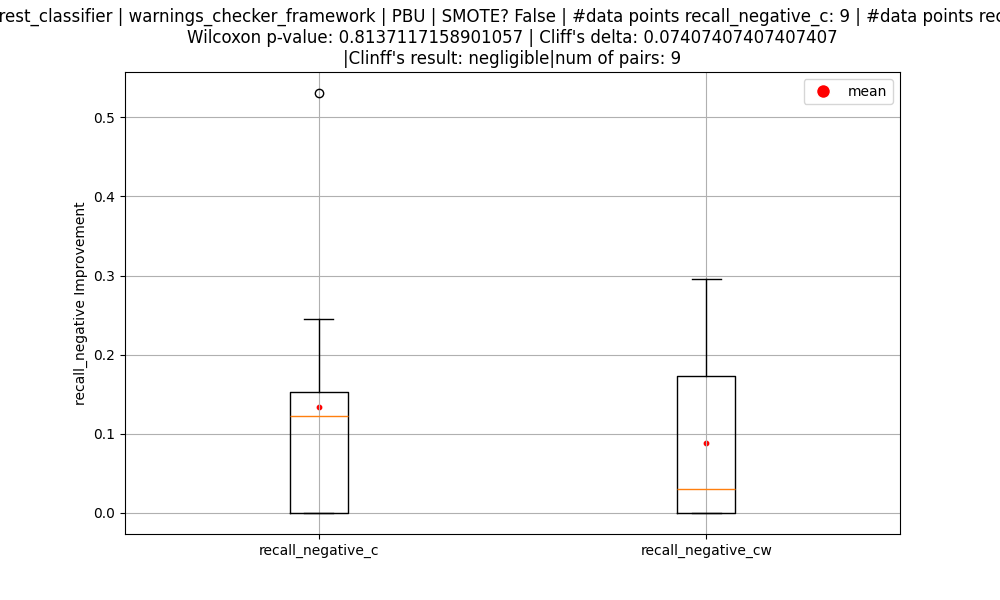 rest_classifier | warnings_checker_framework | PBU | SMOTE? False | #data points recall_negative_c: 9 | #data points rec
Wilcoxon p-value: 0.8137117158901057 | Cliff's delta: 0.07407407407407407
|Clinff's result: negligible|num of pairs: 9
mean
0.5
0.4
0.3
0.2
0.1
0.0
recall_negative Improvement
recall_negative_c
recall_negative_cw